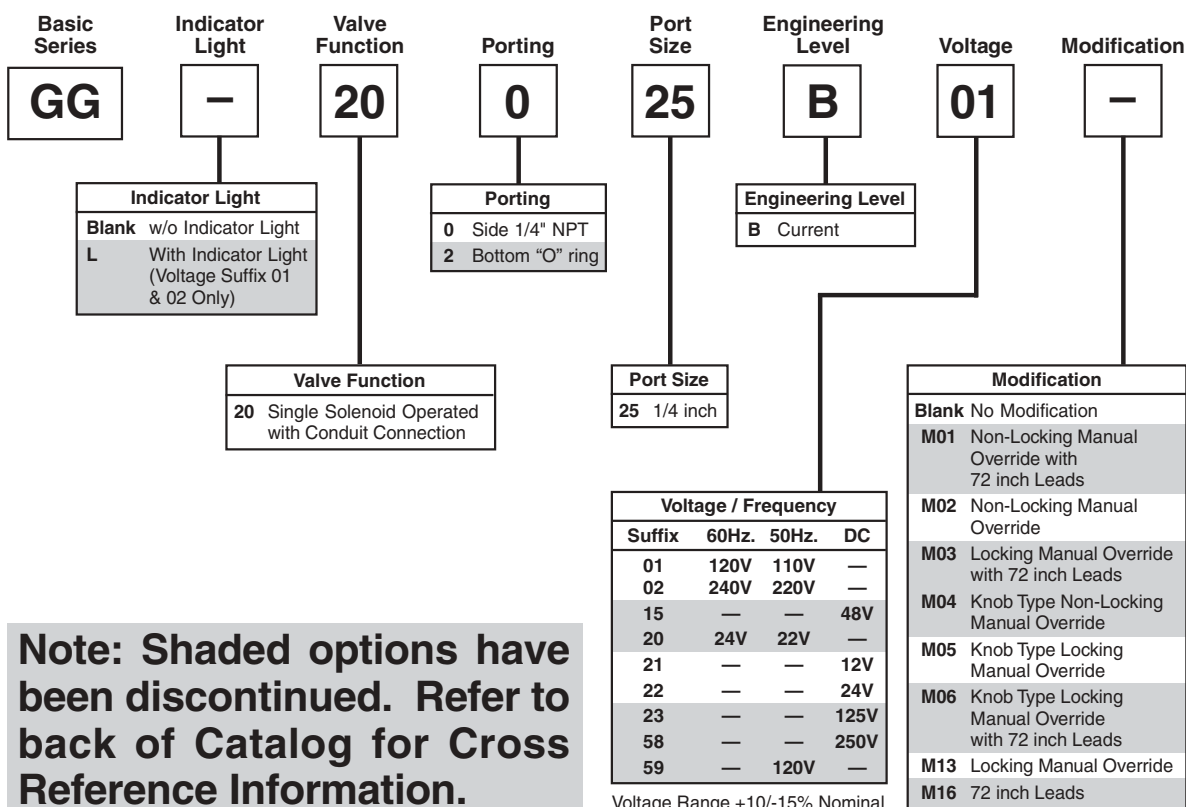 Basic Series
Indicator Light
Valve Function
Porting
Port Size
Engineering Level
Voltage
Modification
GG
–
20
0
25
B
01
–
Indicator Light
Blank w/o Indicator Light
L With Indicator Light
(Voltage Suffix 01
& 02 Only)
Porting
0 Side 1/4" NPT
2 Bottom “O” ring
Engineering Level
B Current
Valve Function
20 Single Solenoid Operated
with Conduit Connection
Port Size
25 1/4 inch
Voltage / Frequency
Suffix 60Hz. 50Hz. DC
01 120V 110V —
02 240V 220V —
15 — — 48V
20 24V 22V —
21 — — 12V
22 — — 24V
23 — — 125V
58 — — 250V
59 — 120V —
Voltage Range +10/-15% Nominal
Modification
Blank No Modification
M01 Non-Locking Manual
Override with
72 inch Leads
M02 Non-Locking Manual
Override
M03 Locking Manual Override
with 72 inch Leads
M04 Knob Type Non-Locking
Manual Override
M05 Knob Type Locking
Manual Override
M06 Knob Type Locking
Manual Override
with 72 inch Leads
M13 Locking Manual Override
M16 72 inch Leads
Note: Shaded options have
been discontinued. Refer to
back of Catalog for Cross
Reference Information.